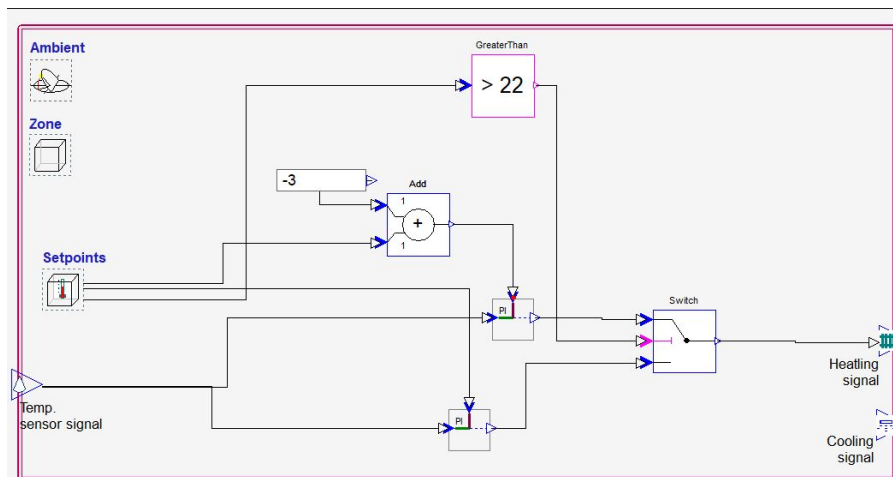 Ambient
GreaterThan
> 22
Zone
-3
Add
1
+
1
Setpoints
PI
Switch
Heatling
signal
Temp.
sensor signal
PI
Cooling
signal